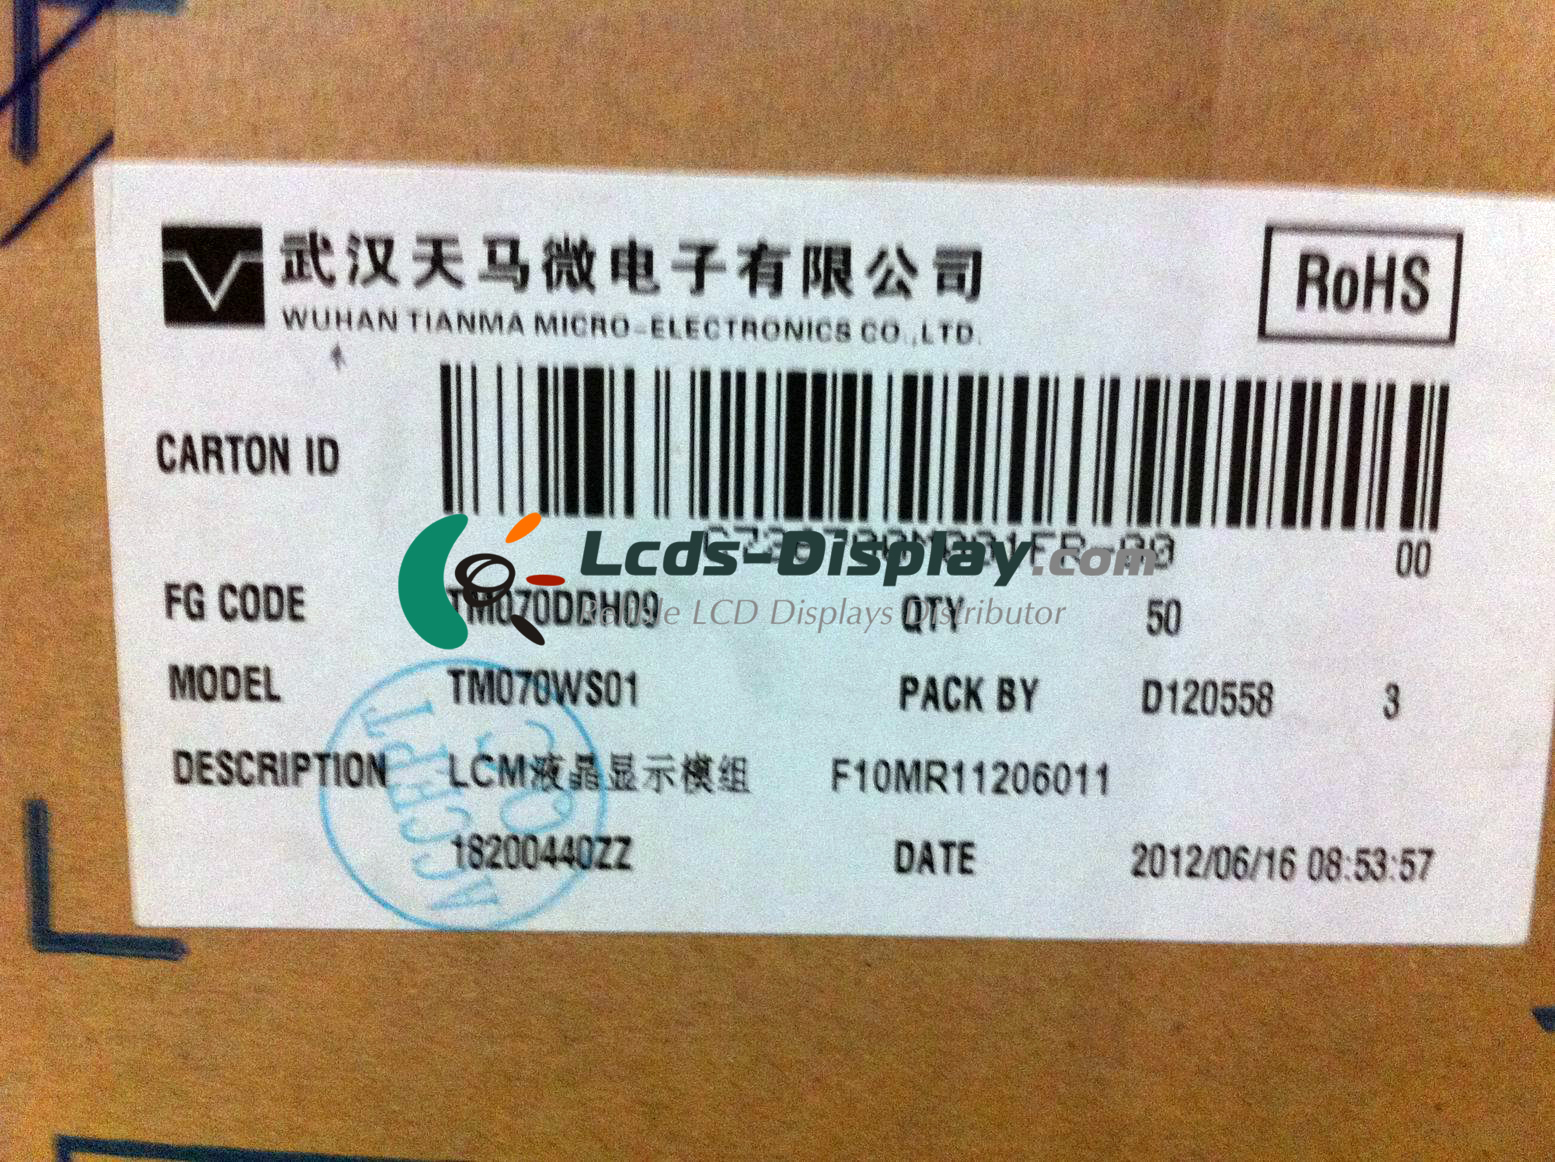 武汉天马微电子有限公司
WUHAN TIANMA MICRO-ELECTRONICS CO.,LTD.
RoHS
CARTON ID
00
Lcds-Display.com
Reliable LCD Displays Distributor
FG CODE TM070DDH09 QTY 50
MODEL TM070WS01 PACK BY D120558 3
DESCRIPTION LCM液晶显示模组 F10MR11206011
18200440ZZ DATE 2012/06/16 08:53:57
ACCEPT